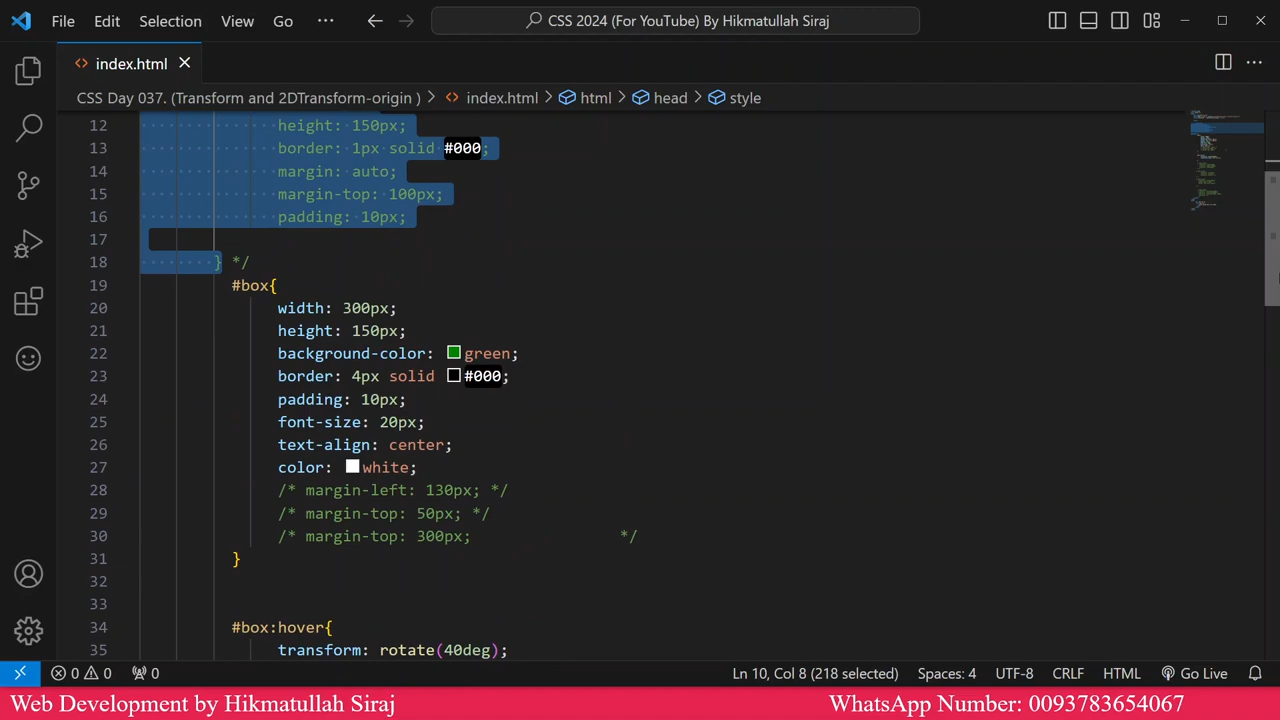 File Edit Selection View Go ··· CSS 2024 (For YouTube) By Hikmatullah Siraj
index.html
CSS Day 037. (Transform and 2DTransform-origin ) > index.html > html > head > style
12 height: 150px;
13 border: 1px solid #000;
14 margin: auto;
15 margin-top: 100px;
16 padding: 10px;
17
18 } */
19 #box{
20 width: 300px;
21 height: 150px;
22 background-color: green;
23 border: 4px solid #000;
24 padding: 10px;
25 font-size: 20px;
26 text-align: center;
27 color: white;
28 /* margin-left: 130px; */
29 /* margin-top: 50px; */
30 /* margin-top: 300px; */
31 }
32
33
34 #box:hover{
35 transform: rotate(40deg);
0 0 0 Ln 10, Col 8 (218 selected) Spaces: 4 UTF-8 CRLF HTML Go Live
Web Development by Hikmatullah Siraj WhatsApp Number: 0093783654067